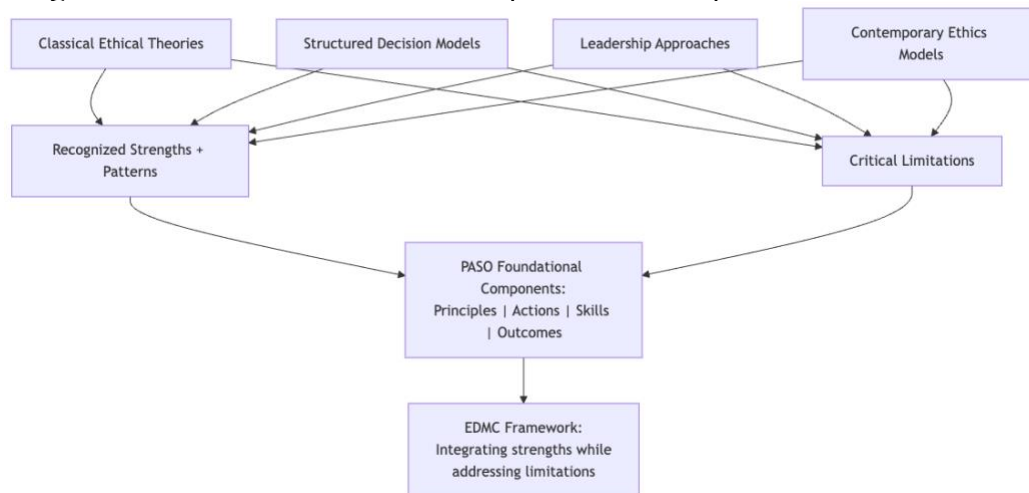 Classical Ethical Theories
Structured Decision Models
Leadership Approaches
Contemporary Ethics
Models
Recognized Strengths +
Patterns
Critical Limitations
PASO Foundational
Components:
Principles | Actions | Skills
| Outcomes
EDMC Framework:
Integrating strengths while
addressing limitations